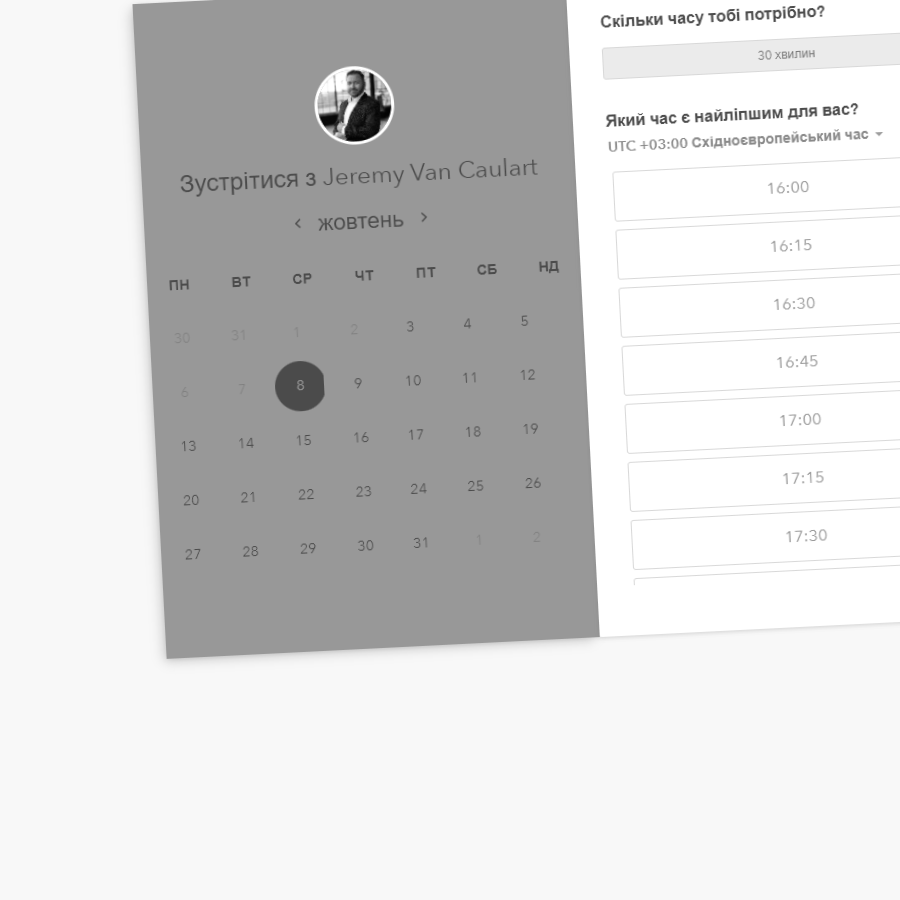 Зустрітися з Jeremy Van Caulart
‹ жовтень ›
ПН ВТ СР ЧТ ПТ СБ НД
30 31 1 2 3 4 5
6 7 8 9 10 11 12
13 14 15 16 17 18 19
20 21 22 23 24 25 26
27 28 29 30 31 1 2
Скільки часу тобі потрібно?
30 хвилин
Який час є найліпшим для вас?
UTC +03:00 Східноєвропейський час
16:00
16:15
16:30
16:45
17:00
17:15
17:30